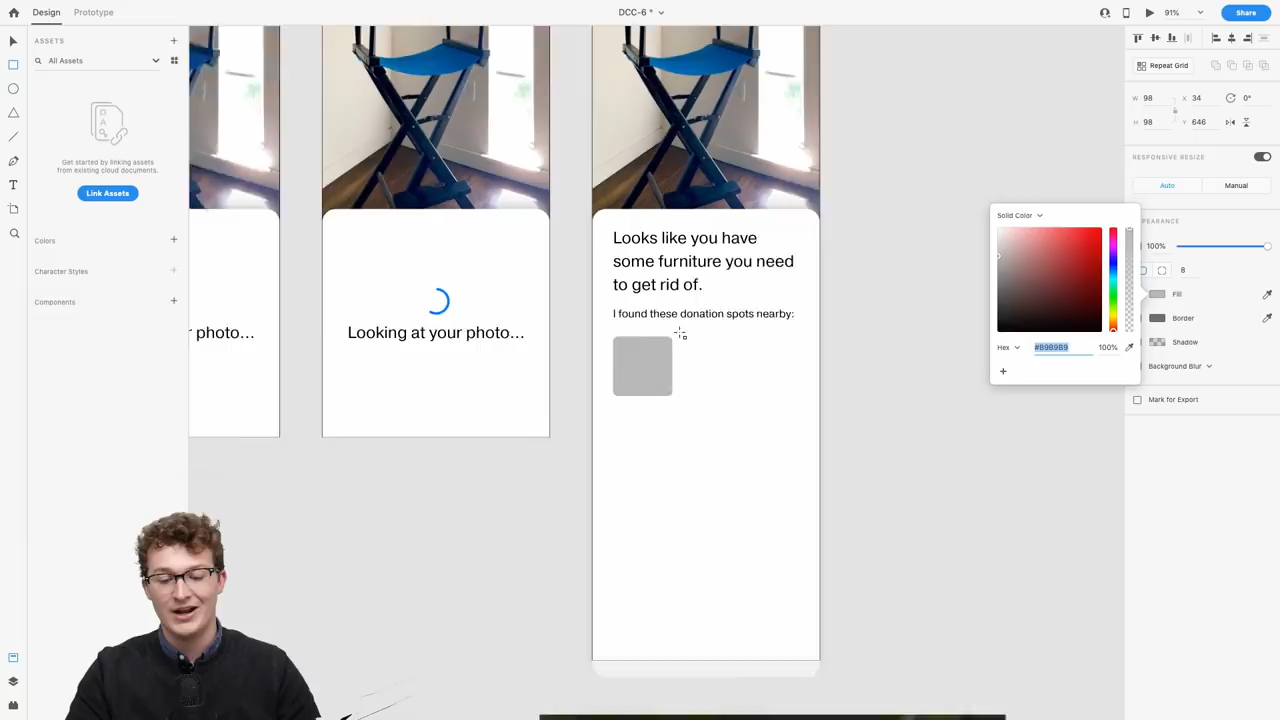 Design
Prototype
DCC-6 *
91%
Share
ASSETS
All Assets
Get started by linking assets
from existing cloud documents.
Link Assets
Colors
Character Styles
Components
r photo...
Looking at your photo...
Looks like you have
some furniture you need
to get rid of.
I found these donation spots nearby:
Solid Color
Hex
#B9B9B9
100%
Repeat Grid
W 98
X 34
0°
H 98
Y 646
RESPONSIVE RESIZE
Auto
Manual
PEARANCE
100%
8
Fill
Border
Shadow
Background Blur
Mark for Export